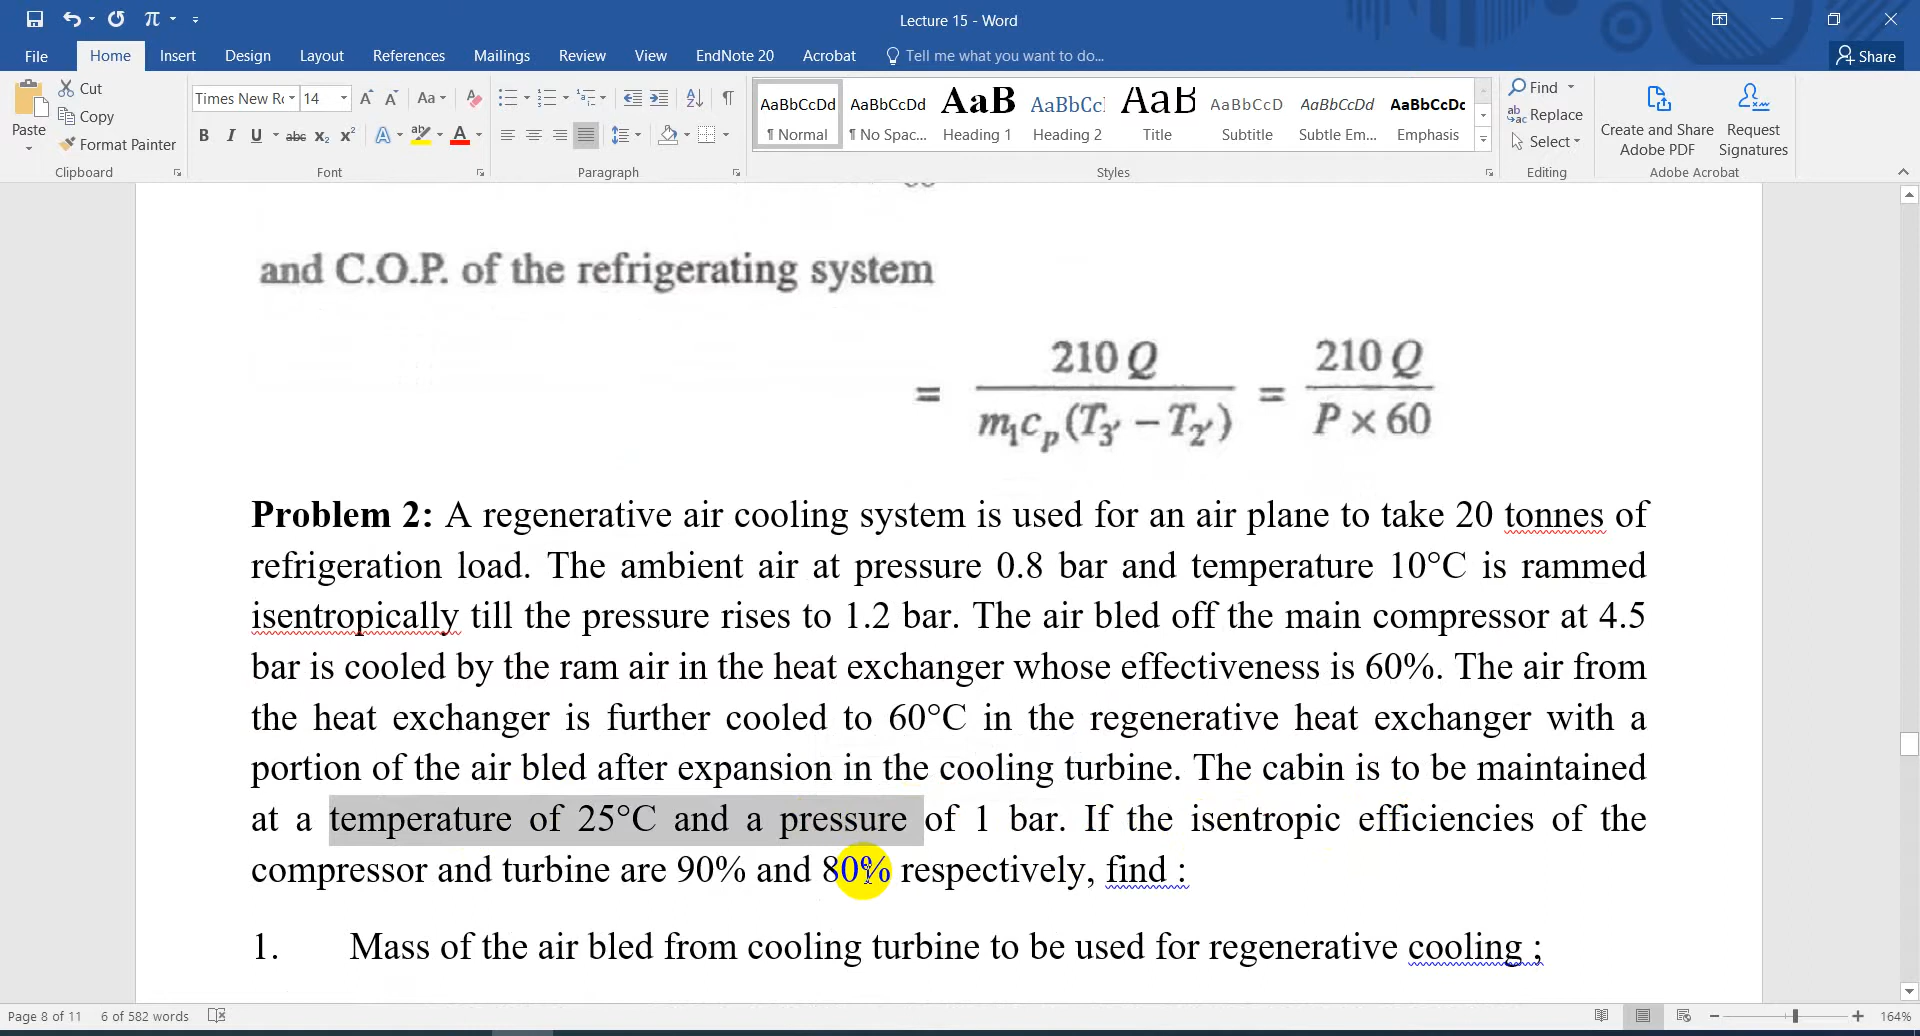 Lecture 15 - Word
File Home Insert Design Layout References Mailings Review View EndNote 20 Acrobat Tell me what you want to do... Share
Paste
Cut
Copy
Format Painter
Times New Rc 14
AaBbCcDd AaBbCcDd AaB AaBbCc AaB AaBbCcD AaBbCcDd AaBbCcDc
¶ Normal ¶ No Spac... Heading 1 Heading 2 Title Subtitle Subtle Em... Emphasis
Find
Replace
Select
Create and Share
Adobe PDF
Request
Signatures
Clipboard Font Paragraph Styles Editing Adobe Acrobat
and C.O.P. of the refrigerating system
= 210 Q / m₁cₚ(T₃′ − T₂′) = 210 Q / P × 60
Problem 2: A regenerative air cooling system is used for an air plane to take 20 tonnes of
refrigeration load. The ambient air at pressure 0.8 bar and temperature 10°C is rammed
isentropically till the pressure rises to 1.2 bar. The air bled off the main compressor at 4.5
bar is cooled by the ram air in the heat exchanger whose effectiveness is 60%. The air from
the heat exchanger is further cooled to 60°C in the regenerative heat exchanger with a
portion of the air bled after expansion in the cooling turbine. The cabin is to be maintained
at a temperature of 25°C and a pressure of 1 bar. If the isentropic efficiencies of the
compressor and turbine are 90% and 80% respectively, find :
1. Mass of the air bled from cooling turbine to be used for regenerative cooling ;
Page 8 of 11 6 of 582 words 164%